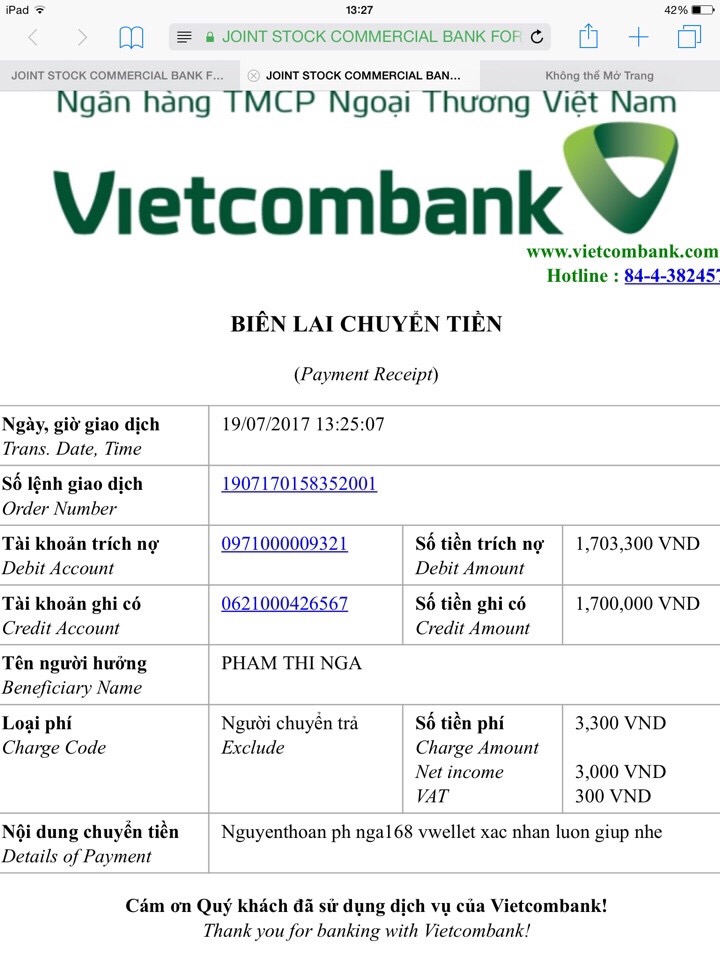 iPad 13:27 42%
JOINT STOCK COMMERCIAL BANK FOR
JOINT STOCK COMMERCIAL BANK F... JOINT STOCK COMMERCIAL BAN... Không thể Mở Trang
Ngân hàng TMCP Ngoại Thương Việt Nam
Vietcombank
www.vietcombank.com
Hotline : 84-4-382457
BIÊN LAI CHUYỂN TIỀN
(Payment Receipt)
Ngày, giờ giao dịch 19/07/2017 13:25:07
Trans. Date, Time
Số lệnh giao dịch 1907170158352001
Order Number
Tài khoản trích nợ 0971000009321 Số tiền trích nợ 1,703,300 VND
Debit Account Debit Amount
Tài khoản ghi có 0621000426567 Số tiền ghi có 1,700,000 VND
Credit Account Credit Amount
Tên người hưởng PHAM THI NGA
Beneficiary Name
Loại phí Người chuyển trả Số tiền phí 3,300 VND
Charge Code Exclude Charge Amount
Net income 3,000 VND
VAT 300 VND
Nội dung chuyển tiền Nguyenthoan ph nga168 vwellet xac nhan luon giup nhe
Details of Payment
Cám ơn Quý khách đã sử dụng dịch vụ của Vietcombank!
Thank you for banking with Vietcombank!